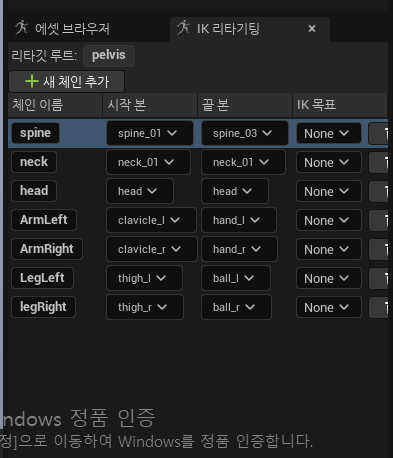 에셋 브라우저 IK 리타기팅 ×
리타깃 루트: pelvis
새 체인 추가
체인 이름 시작 본 끝 본 IK 목표
spine spine_01 spine_03 None
neck neck_01 neck_01 None
head head head None
ArmLeft clavicle_l hand_l None
ArmRight clavicle_r hand_r None
LegLeft thigh_l ball_l None
legRight thigh_r ball_r None
ndows 정품 인증
정]으로 이동하여 Windows를 정품 인증합니다.